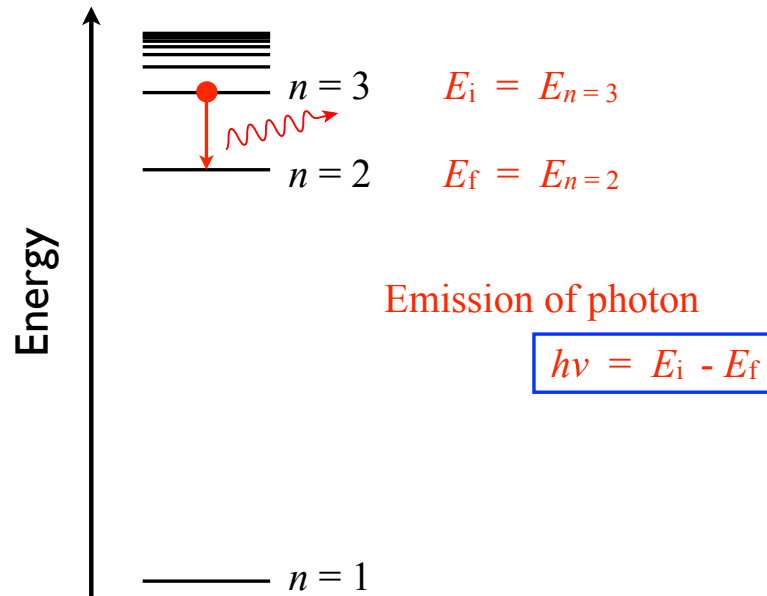 n = 3
E_i = E_{n = 3}
n = 2
E_f = E_{n = 2}
Energy
Emission of photon
hν = E_i - E_f
n = 1